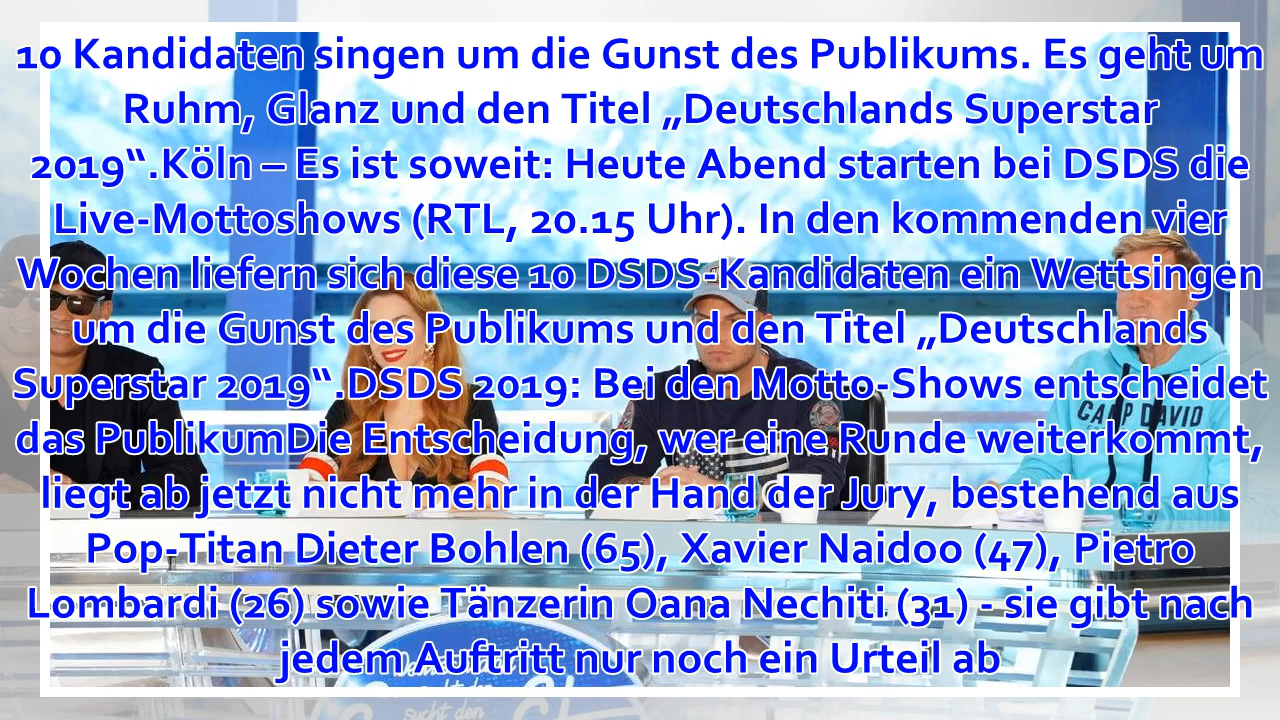 10 Kandidaten singen um die Gunst des Publikums. Es geht um
Ruhm, Glanz und den Titel „Deutschlands Superstar
2019“.Köln – Es ist soweit: Heute Abend starten bei DSDS die
Live-Mottoshows (RTL, 20.15 Uhr). In den kommenden vier
Wochen liefern sich diese 10 DSDS-Kandidaten ein Wettsingen
um die Gunst des Publikums und den Titel „Deutschlands
Superstar 2019“.DSDS 2019: Bei den Motto-Shows entscheidet
das PublikumDie Entscheidung, wer eine Runde weiterkommt,
liegt ab jetzt nicht mehr in der Hand der Jury, bestehend aus
Pop-Titan Dieter Bohlen (65), Xavier Naidoo (47), Pietro
Lombardi (26) sowie Tänzerin Oana Nechiti (31) - sie gibt nach
jedem Auftritt nur noch ein Urteil ab
CAMP DAVID
sucht den